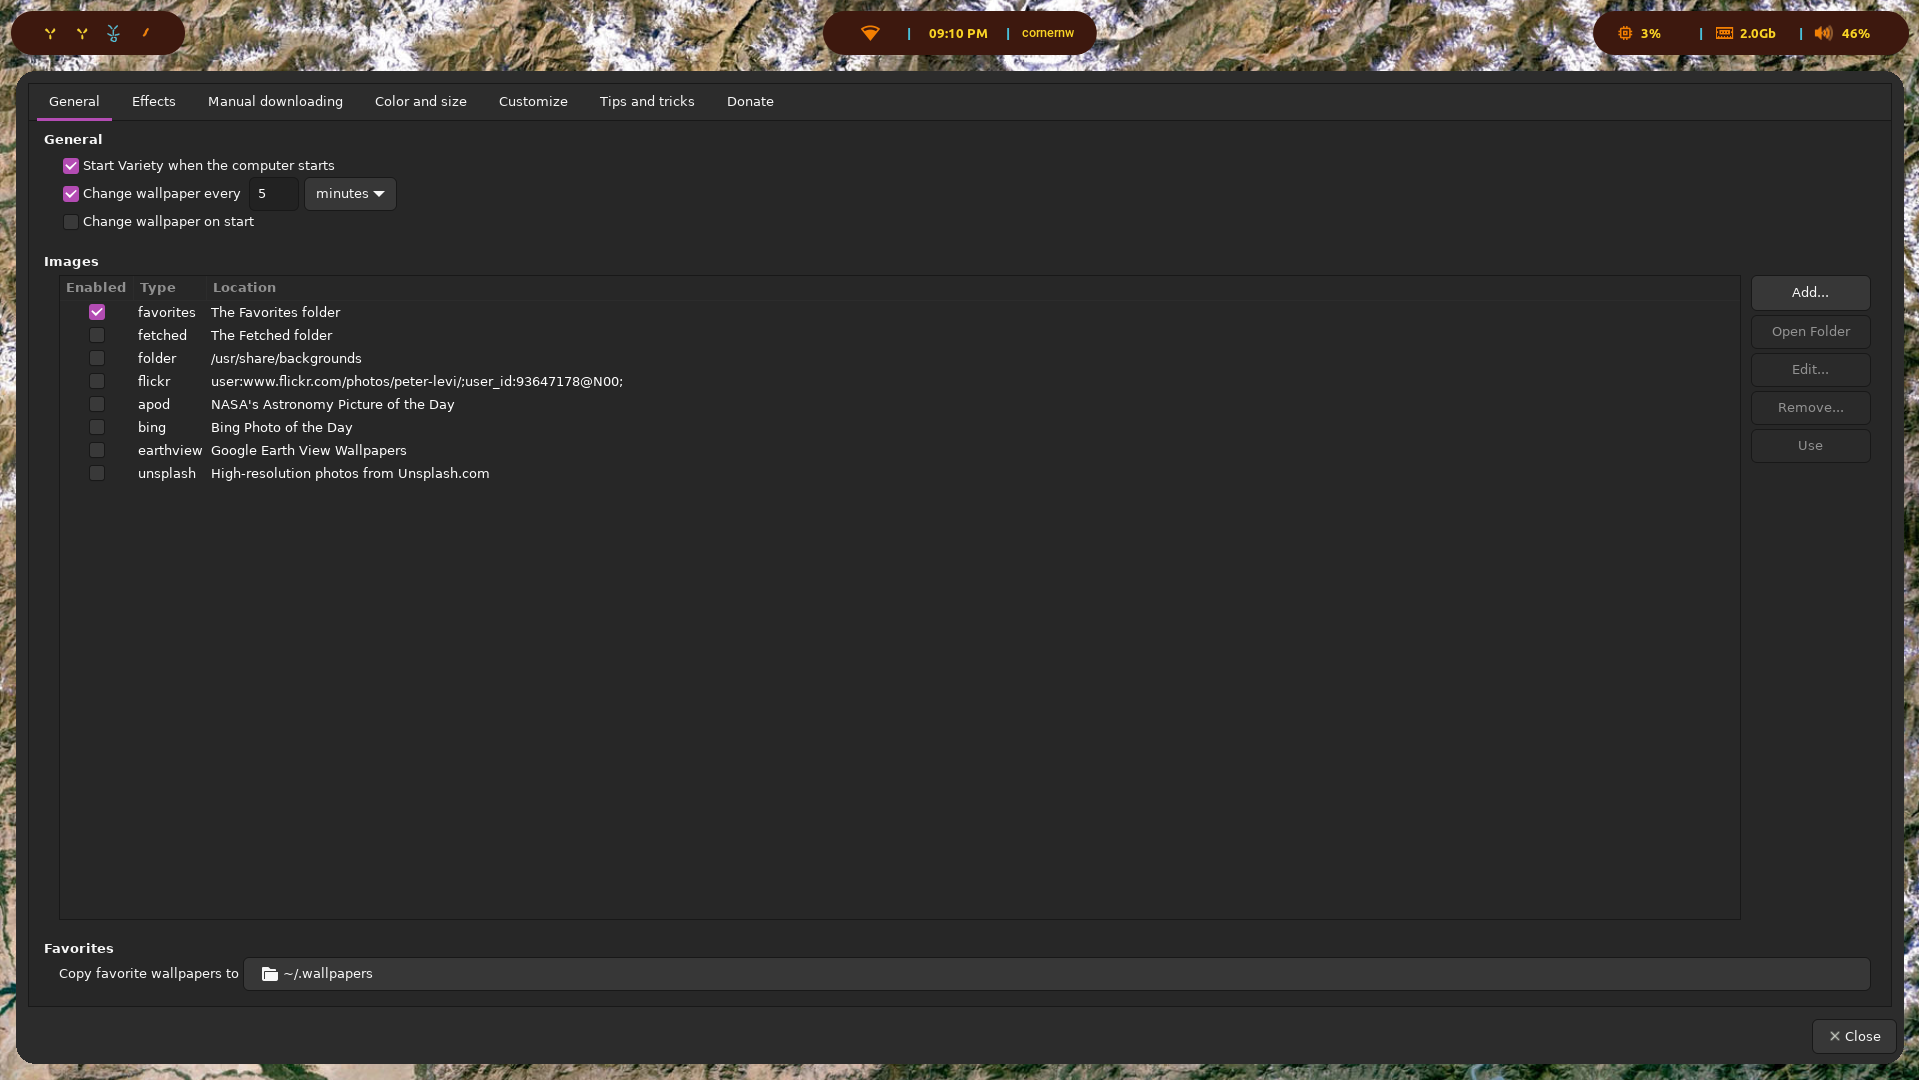 | 09:10 PM | cornernw
3% | 2.0Gb | 46%
General Effects Manual downloading Color and size Customize Tips and tricks Donate
General
Start Variety when the computer starts
Change wallpaper every 5 minutes
Change wallpaper on start
Images
Enabled Type Location
favorites The Favorites folder
fetched The Fetched folder
folder /usr/share/backgrounds
flickr user:www.flickr.com/photos/peter-levi/;user_id:93647178@N00;
apod NASA's Astronomy Picture of the Day
bing Bing Photo of the Day
earthview Google Earth View Wallpapers
unsplash High-resolution photos from Unsplash.com
Add...
Open Folder
Edit...
Remove...
Use
Favorites
Copy favorite wallpapers to ~/.wallpapers
Close